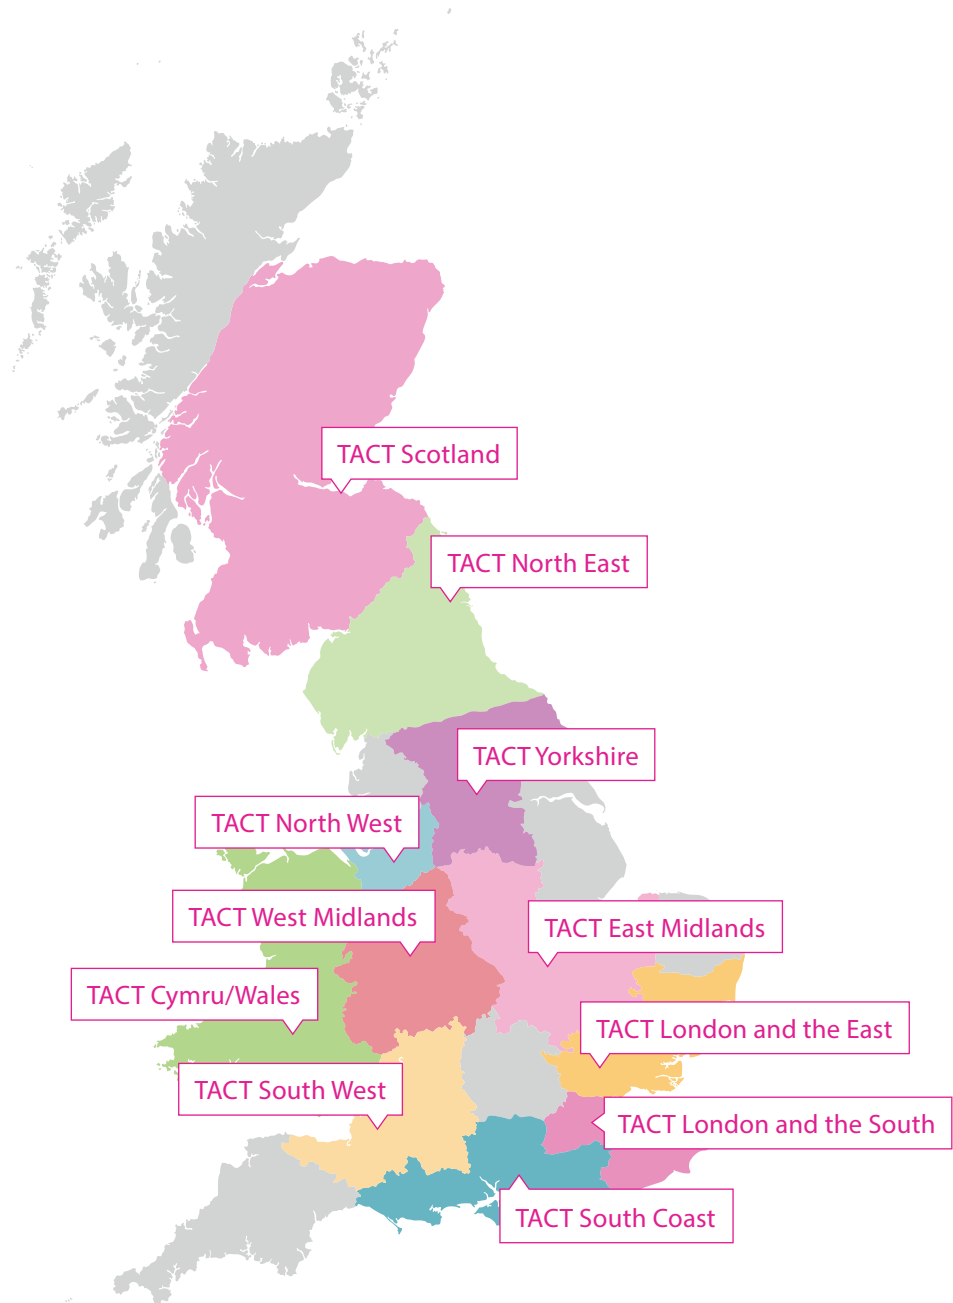 TACT Scotland
TACT North East
TACT Yorkshire
TACT North West
TACT West Midlands
TACT East Midlands
TACT Cymru/Wales
TACT London and the East
TACT South West
TACT London and the South
TACT South Coast